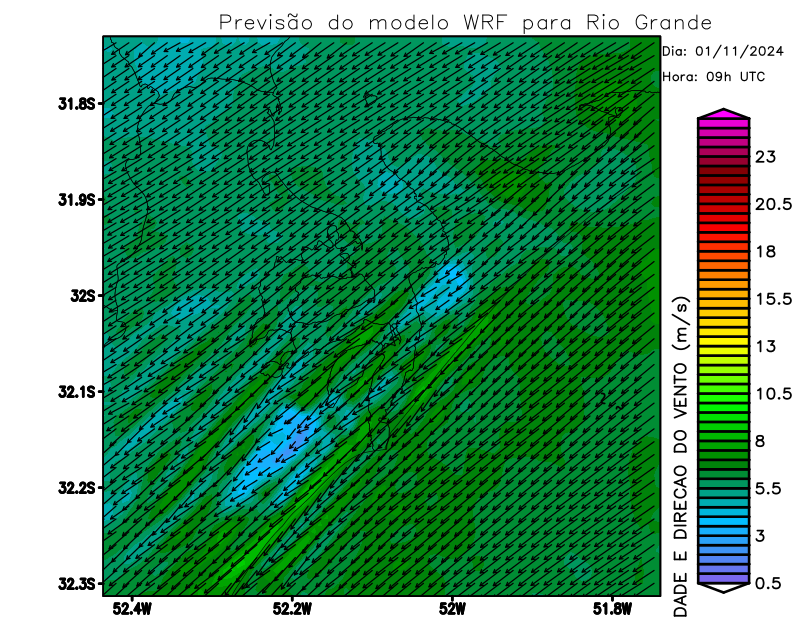 Previsão do modelo WRF para Rio Grande
Dia: 01/11/2024
Hora: 09h UTC
31.8S
31.9S
32S
32.1S
32.2S
32.3S
52.4W
52.2W
52W
51.8W
23
20.5
18
15.5
13
10.5
8
5.5
3
0.5
DADE E DIRECAO DO VENTO (m/s)